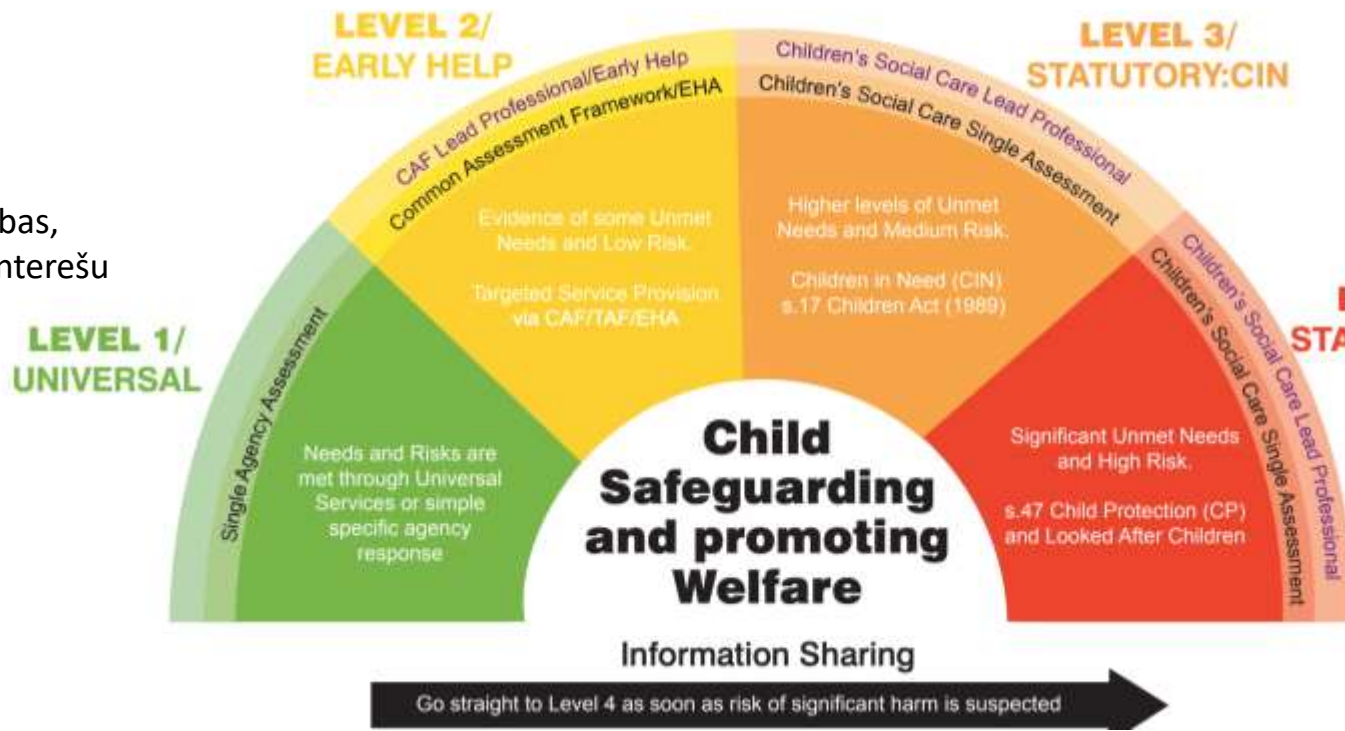 bas,
nterešu
LEVEL 1/
UNIVERSAL
Single Agency Assessment
Needs and Risks are
met through Universal
Services or simple
specific agency
response
LEVEL 2/
EARLY HELP
CAF Lead Professional/Early Help
Common Assessment Framework/EHA
Evidence of some Unmet
Needs and Low Risk.
Targeted Service Provision
via CAF/TAF/EHA
LEVEL 3/
STATUTORY:CIN
Children's Social Care Lead Professional
Children's Social Care Single Assessment
Higher levels of Unmet
Needs and Medium Risk.
Children in Need (CIN)
s.17 Children Act (1989)
STA
Children's Social Care Lead Professional
Children's Social Care Single Assessment
Significant Unmet Needs
and High Risk.
s.47 Child Protection (CP)
and Looked After Children
Child
Safeguarding
and promoting
Welfare
Information Sharing
Go straight to Level 4 as soon as risk of significant harm is suspected